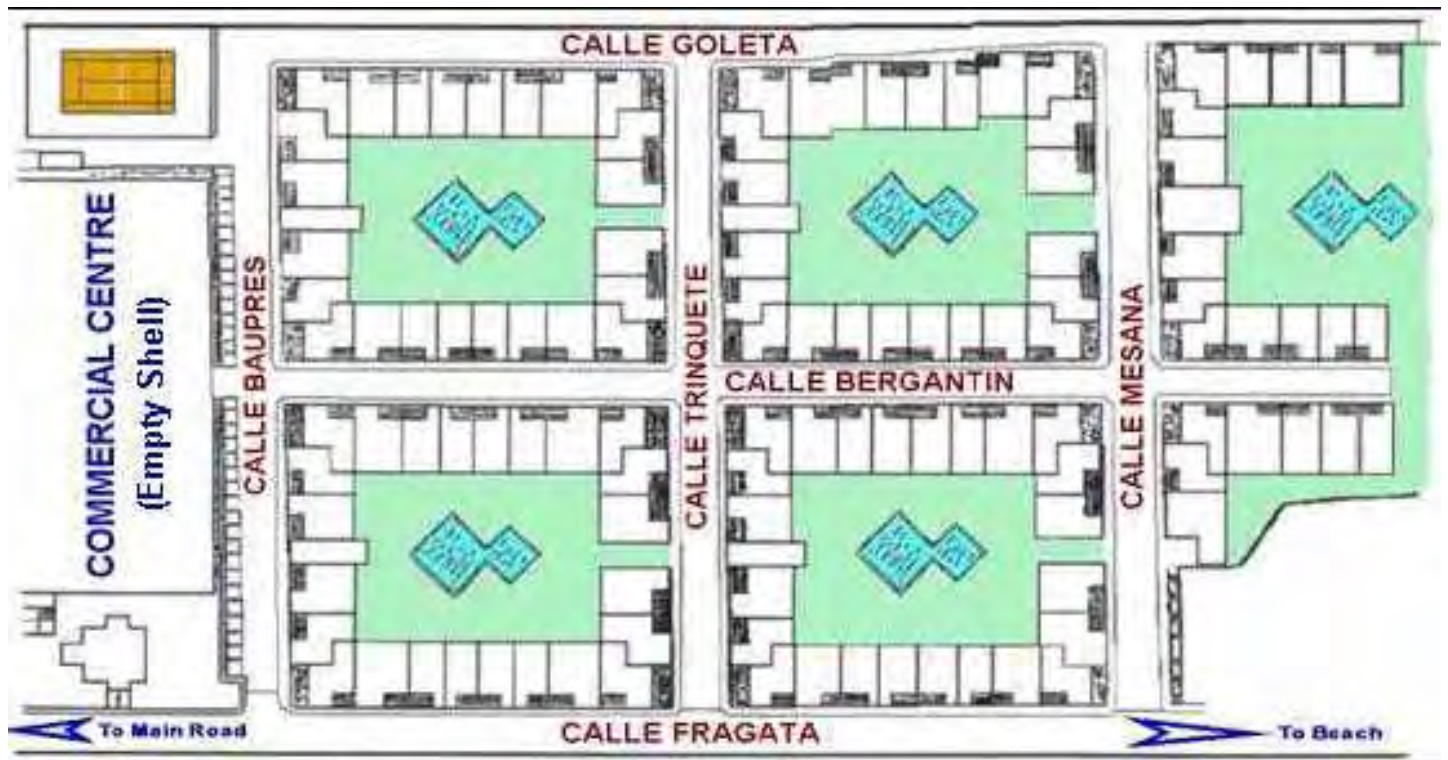 CALLE GOLETA
COMMERCIAL CENTRE
(Empty Shell)
CALLE BAUPRES
CALLE TRINQUETE
CALLE BERGANTIN
CALLE MESANA
To Main Road
CALLE FRAGATA
To Beach